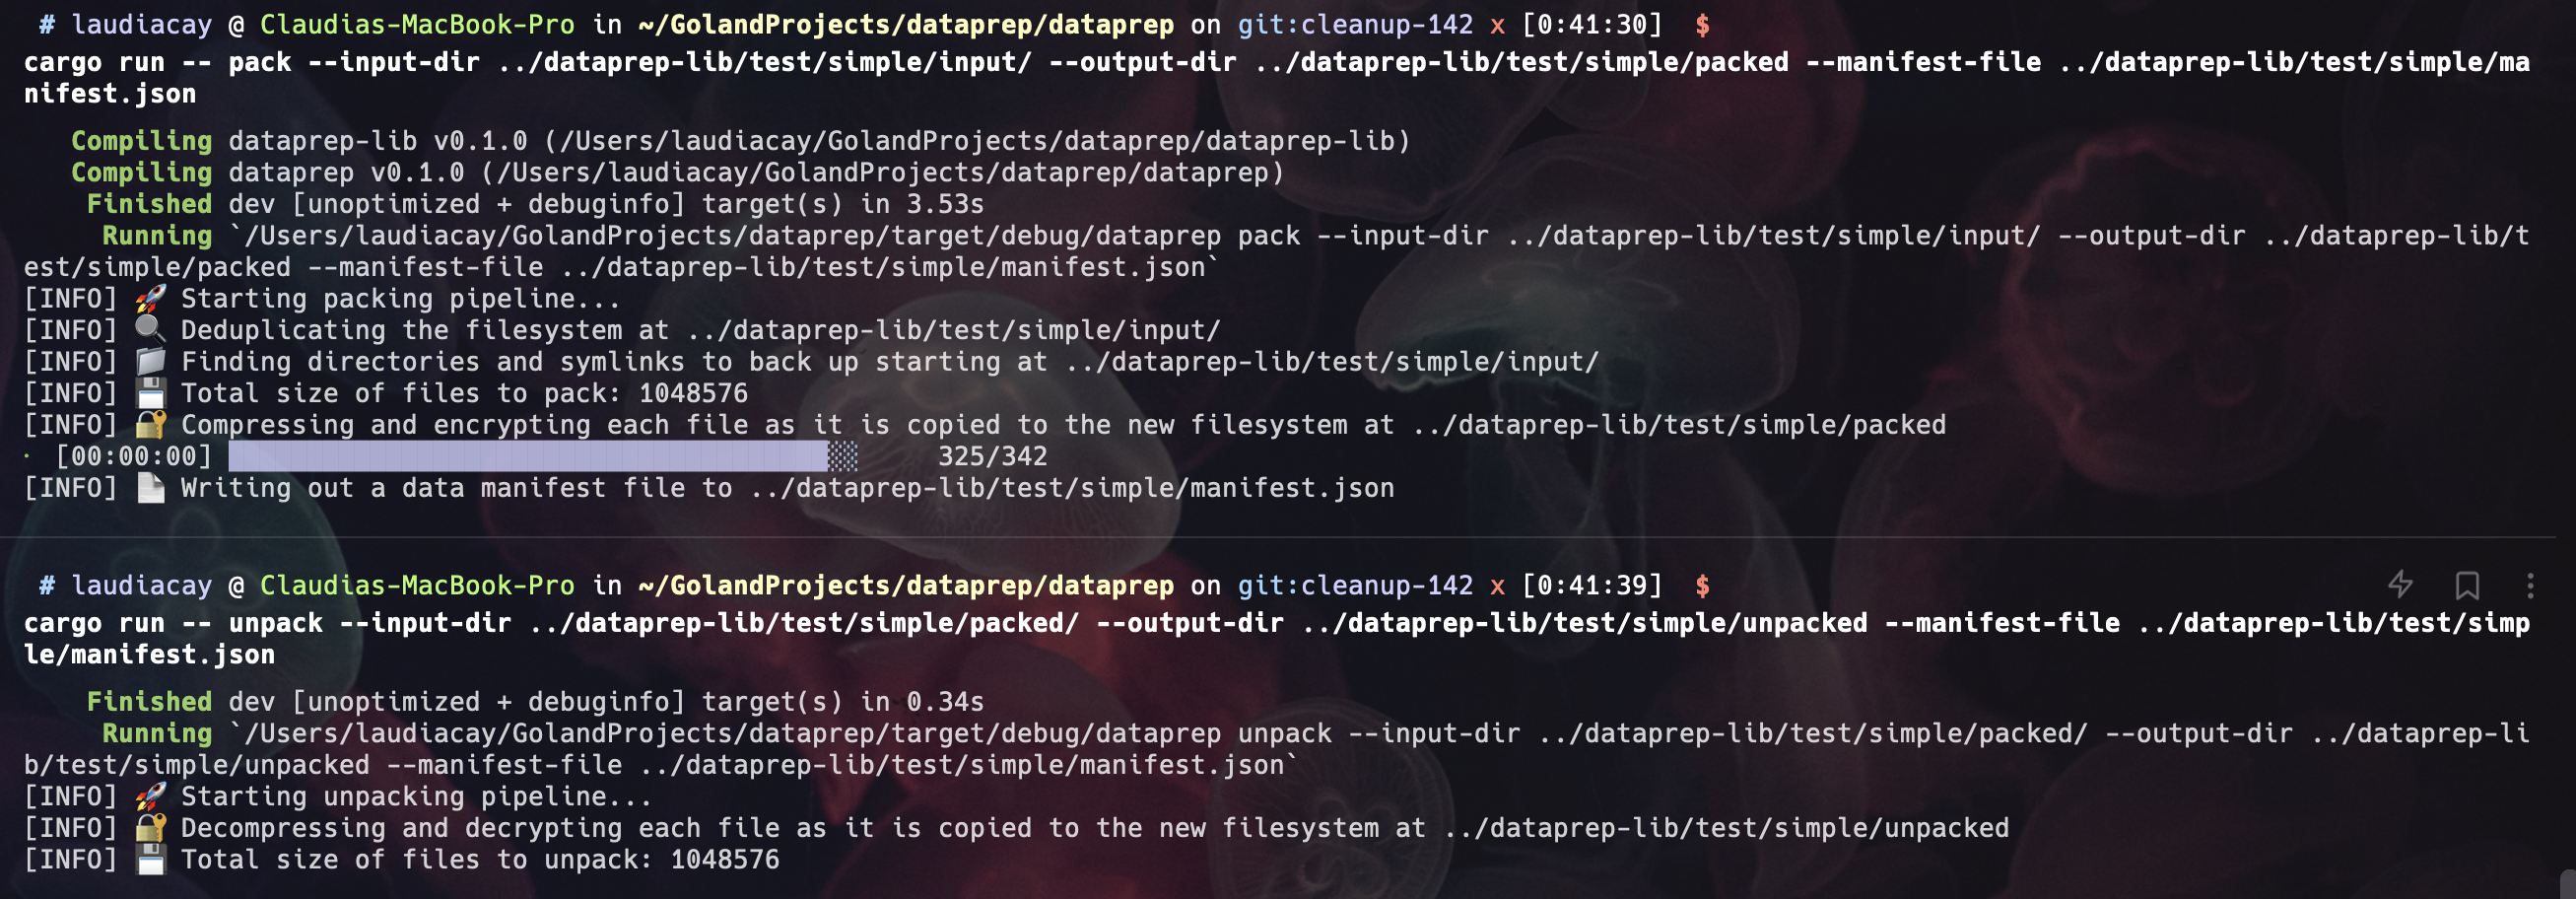 # laudiacay @ Claudias-MacBook-Pro in ~/GolandProjects/dataprep/dataprep on git:cleanup-142 x [0:41:30]  $
cargo run -- pack --input-dir ../dataprep-lib/test/simple/input/ --output-dir ../dataprep-lib/test/simple/packed --manifest-file ../dataprep-lib/test/simple/ma
nifest.json
Compiling dataprep-lib v0.1.0 (/Users/laudiacay/GolandProjects/dataprep/dataprep-lib)
Compiling dataprep v0.1.0 (/Users/laudiacay/GolandProjects/dataprep/dataprep)
Finished dev [unoptimized + debuginfo] target(s) in 3.53s
Running `/Users/laudiacay/GolandProjects/dataprep/target/debug/dataprep pack --input-dir ../dataprep-lib/test/simple/input/ --output-dir ../dataprep-lib/t
est/simple/packed --manifest-file ../dataprep-lib/test/simple/manifest.json`
[INFO] 🚀 Starting packing pipeline...
[INFO] 🔍 Deduplicating the filesystem at ../dataprep-lib/test/simple/input/
[INFO] 📁 Finding directories and symlinks to back up starting at ../dataprep-lib/test/simple/input/
[INFO] 💾 Total size of files to pack: 1048576
[INFO] 🔐 Compressing and encrypting each file as it is copied to the new filesystem at ../dataprep-lib/test/simple/packed
[00:00:00] 325/342
[INFO] 📄 Writing out a data manifest file to ../dataprep-lib/test/simple/manifest.json
# laudiacay @ Claudias-MacBook-Pro in ~/GolandProjects/dataprep/dataprep on git:cleanup-142 x [0:41:39]  $
cargo run -- unpack --input-dir ../dataprep-lib/test/simple/packed/ --output-dir ../dataprep-lib/test/simple/unpacked --manifest-file ../dataprep-lib/test/simp
le/manifest.json
Finished dev [unoptimized + debuginfo] target(s) in 0.34s
Running `/Users/laudiacay/GolandProjects/dataprep/target/debug/dataprep unpack --input-dir ../dataprep-lib/test/simple/packed/ --output-dir ../dataprep-li
b/test/simple/unpacked --manifest-file ../dataprep-lib/test/simple/manifest.json`
[INFO] 🚀 Starting unpacking pipeline...
[INFO] 🔐 Decompressing and decrypting each file as it is copied to the new filesystem at ../dataprep-lib/test/simple/unpacked
[INFO] 💾 Total size of files to unpack: 1048576